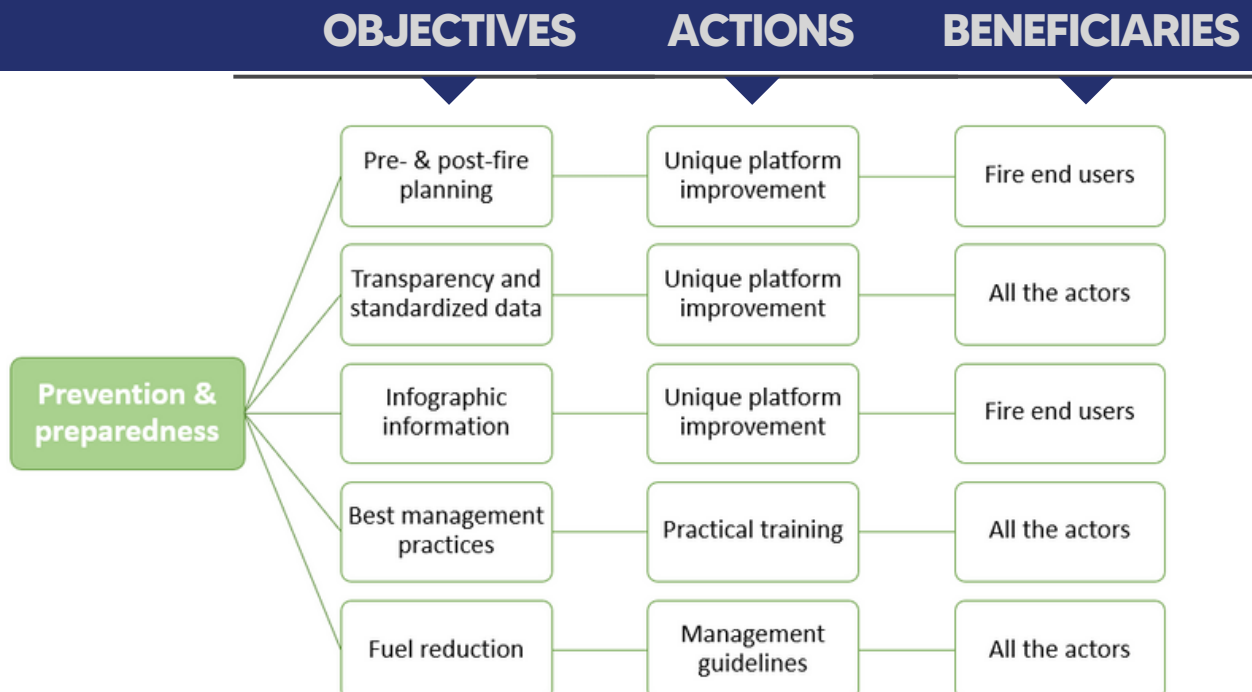 OBJECTIVES ACTIONS BENEFICIARIES
Pre- & post-fire
planning
Unique platform
improvement
Fire end users
Transparency and
standardized data
Unique platform
improvement
All the actors
Prevention &
preparedness
Infographic
information
Unique platform
improvement
Fire end users
Best management
practices
Practical training
All the actors
Fuel reduction
Management
guidelines
All the actors